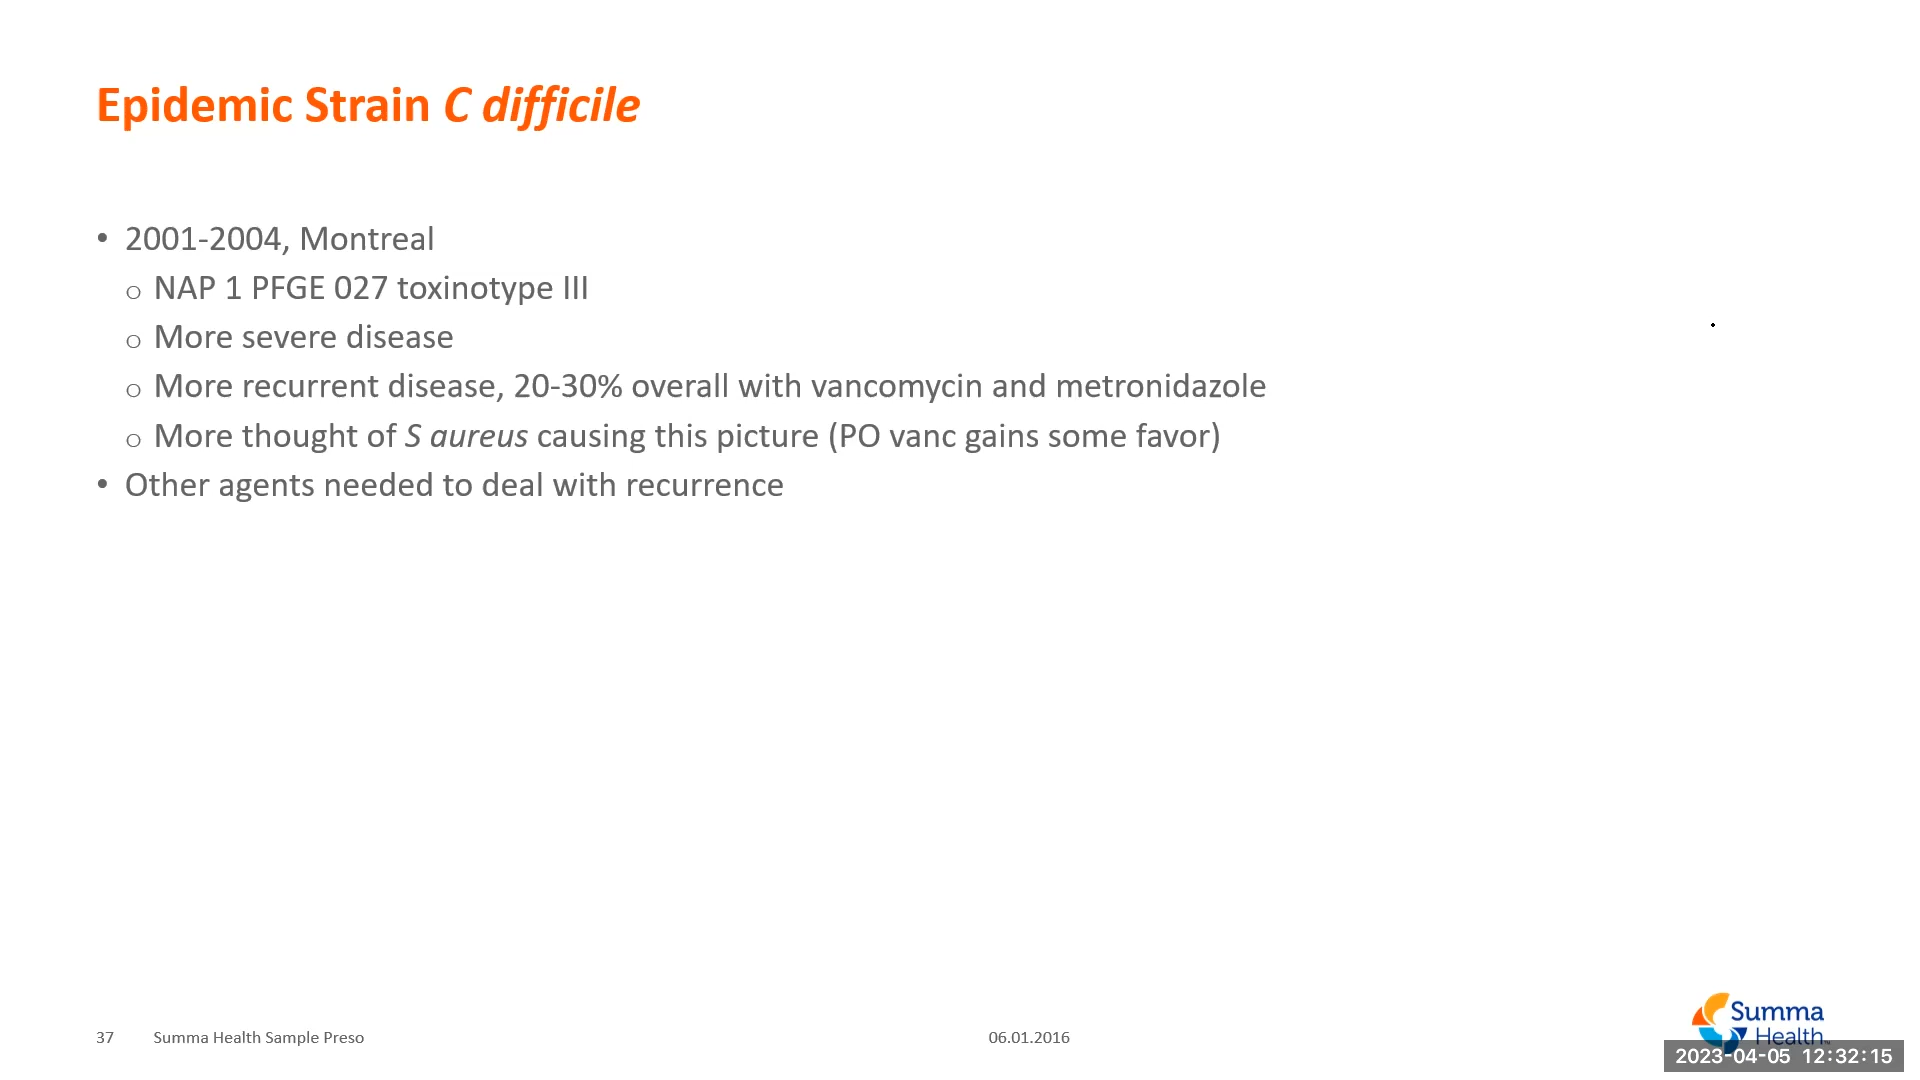 Epidemic Strain C difficile
• 2001-2004, Montreal
o NAP 1 PFGE 027 toxinotype III
o More severe disease
o More recurrent disease, 20-30% overall with vancomycin and metronidazole
o More thought of S aureus causing this picture (PO vanc gains some favor)
• Other agents needed to deal with recurrence
37 Summa Health Sample Preso 06.01.2016
Summa
Health
2023-04-05 12:32:15